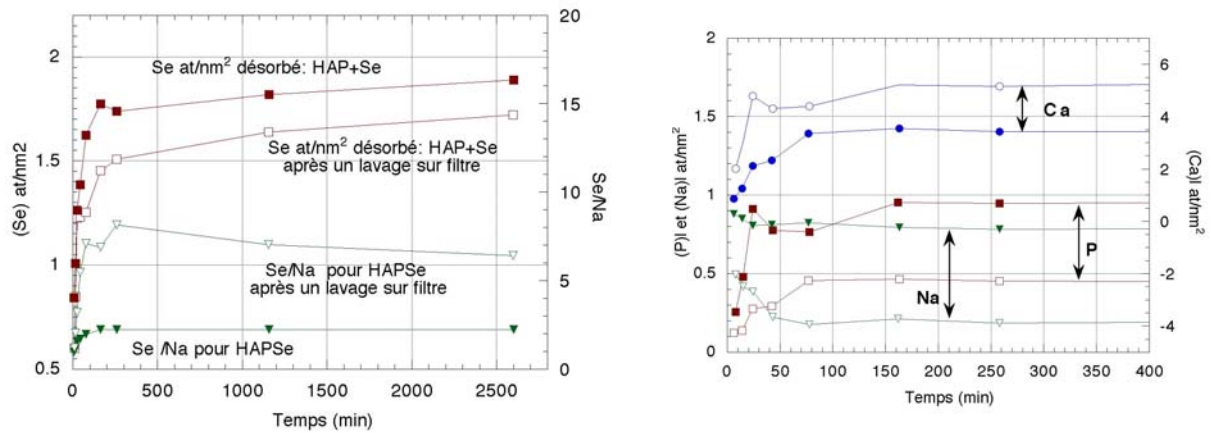 2
1.5
1
0.5
(Se) at/nm2
20
15
10
5
0
Se/Na
0 500 1000 1500 2000 2500
Temps (min)
Se at/nm² désorbé: HAP+Se
Se at/nm² désorbé: HAP+Se
après un lavage sur filtre
Se/Na pour HAPSe
après un lavage sur filtre
Se/Na pour HAPSe
2
1.5
1
0.5
0
(P)l et (Na)l at/nm²
6
4
2
0
-2
-4
(Ca)l at/nm²
0 50 100 150 200 250 300 350 400
Temps (min)
Ca
P
Na